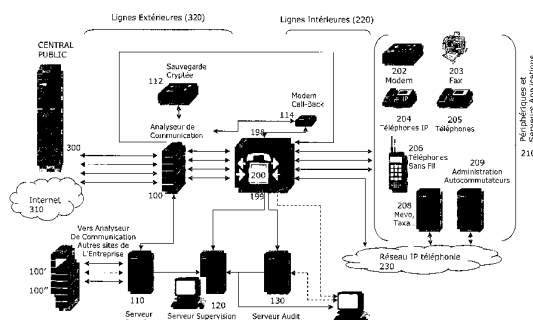 Lignes Extérieures (320)
Lignes Intérieures (220)
CENTRAL
PUBLIC
300
Internet
310
Sauvegarde
Cryptée
112
Analyseur de
Communication
100
Modem
Call-Back
114
198
200
199
202
Modem
203
Fax
204
Téléphones IP
205
Téléphones
206
Téléphones
Sans Fil
209
Administration
Autocommutateurs
208
Mevo,
Taxa...
Périphériques et
Serveurs Applications
210
Réseau IP téléphonie
230
Vers Analyseur
De Communication
Autres sites de
L'Entreprise
100'
100''
110
Serveur
120
Serveur Supervision
130
Serveur Audit